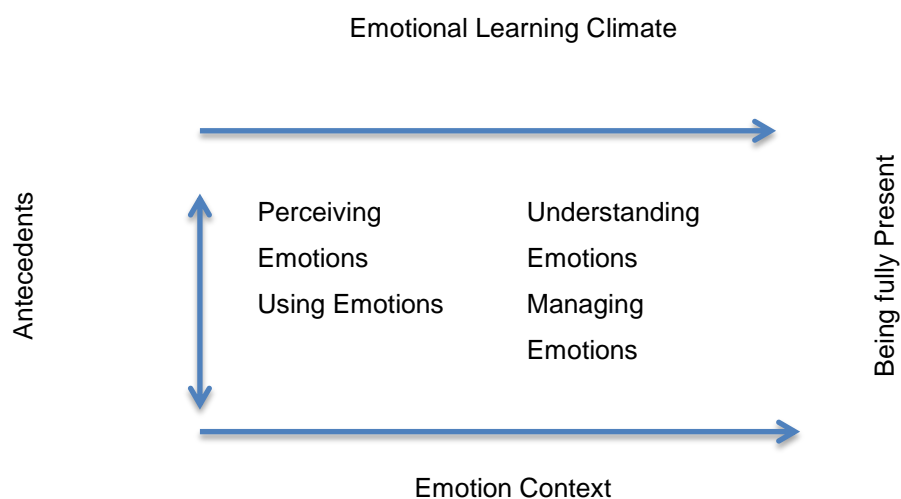 Emotional Learning Climate
Antecedents
Perceiving
Emotions
Using Emotions
Understanding
Emotions
Managing
Emotions
Being fully Present
Emotion Context